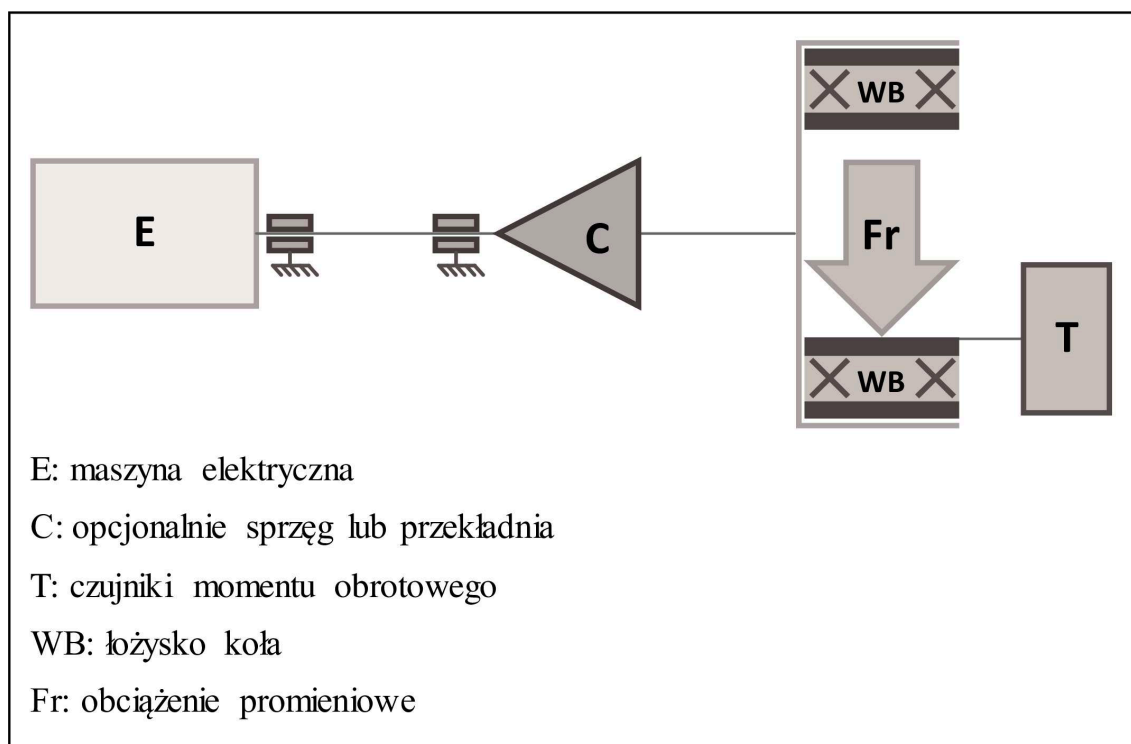 WB
E
C
Fr
T
WB
E: maszyna elektryczna
C: opcjonalnie sprzęg lub przekładnia
T: czujniki momentu obrotowego
WB: łożysko koła
Fr: obciążenie promieniowe